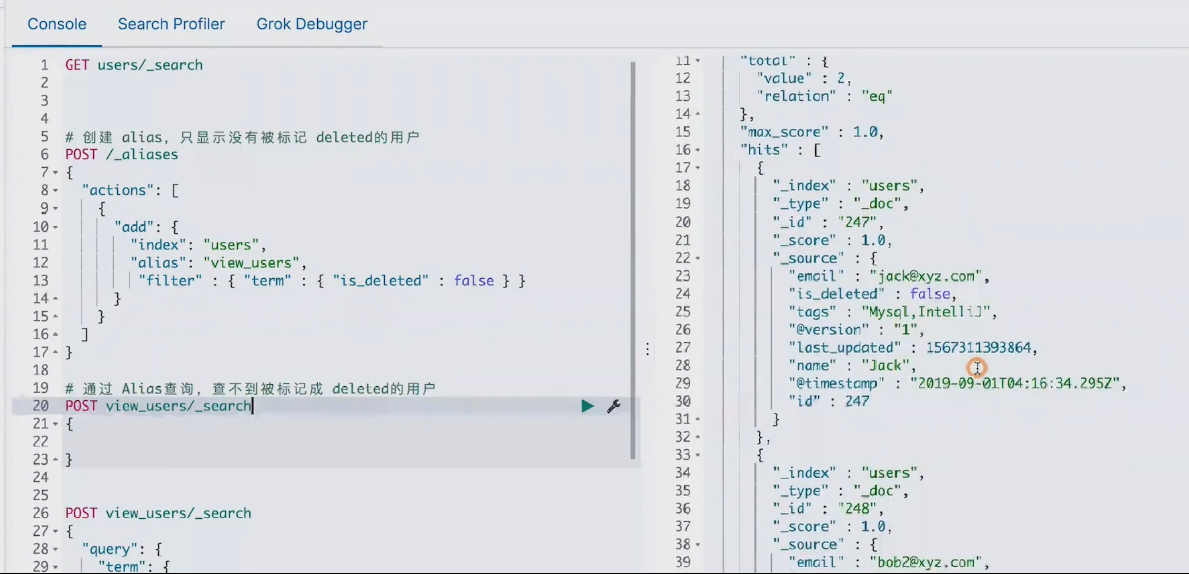 Console Search Profiler Grok Debugger
1 GET users/_search
2
3
4
5 # 创建 alias，只显示没有被标记 deleted的用户
6 POST /_aliases
7 {
8 "actions": [
9 {
10 "add": {
11 "index": "users",
12 "alias": "view_users",
13 "filter" : { "term" : { "is_deleted" : false } }
14 }
15 }
16 ]
17 }
18
19 # 通过 Alias查询，查不到被标记成 deleted的用户
20 POST view_users/_search
21 {
22
23 }
24
25
26 POST view_users/_search
27 {
28 "query": {
29 "term": {
11 "total" : {
12 "value" : 2,
13 "relation" : "eq"
14 },
15 "max_score" : 1.0,
16 "hits" : [
17 {
18 "_index" : "users",
19 "_type" : "_doc",
20 "_id" : "247",
21 "_score" : 1.0,
22 "_source" : {
23 "email" : "jack@xyz.com",
24 "is_deleted" : false,
25 "tags" : "Mysql,IntelliJ",
26 "@version" : "1",
27 "last_updated" : 1567311393864,
28 "name" : "Jack",
29 "@timestamp" : "2019-09-01T04:16:34.295Z",
30 "id" : 247
31 }
32 },
33 {
34 "_index" : "users",
35 "_type" : "_doc",
36 "_id" : "248",
37 "_score" : 1.0,
38 "_source" : {
39 "email" : "bob2@xyz.com",